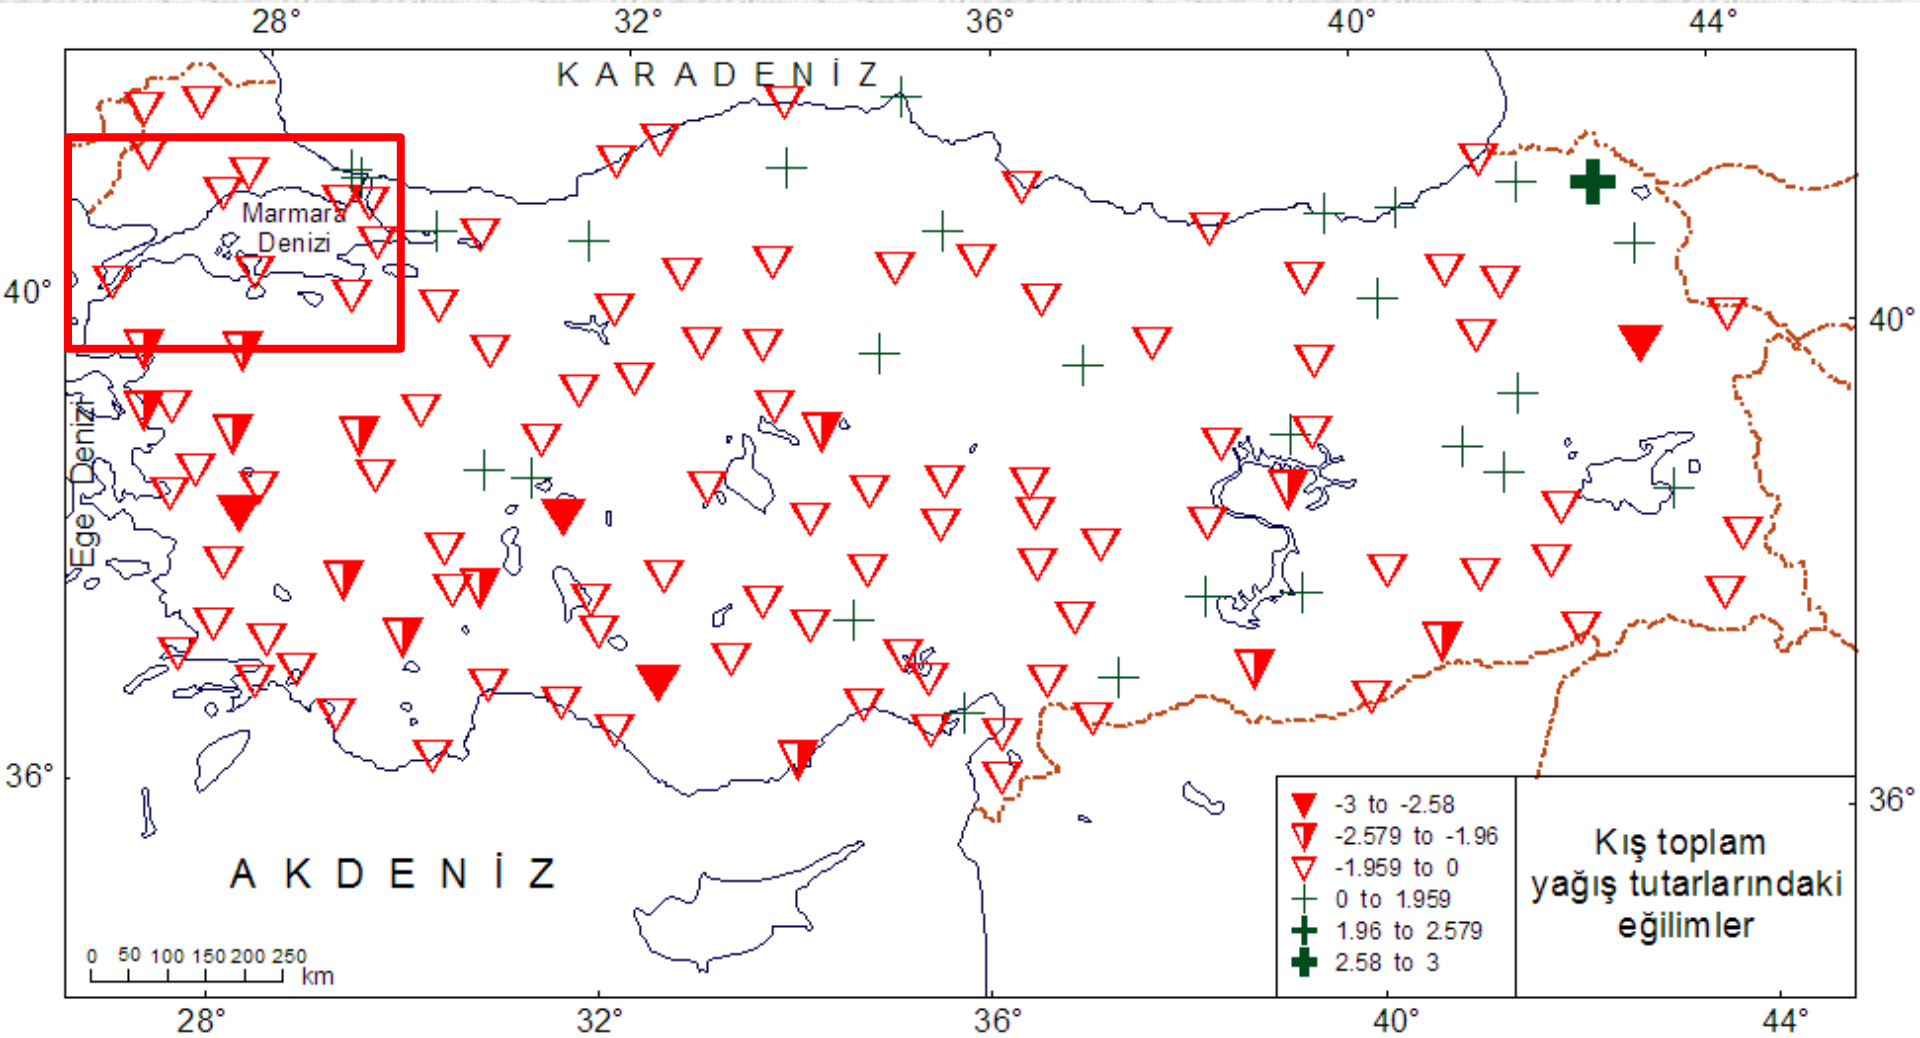 28° 32° 36° 40° 44°
KARADENİZ
Marmara
Denizi
40°
40°
Ege Denizi
36°
36°
AKDENİZ
-3 to -2.58
-2.579 to -1.96
-1.959 to 0
0 to 1.959
1.96 to 2.579
2.58 to 3
Kış toplam
yağış tutarlarındaki
eğilimler
0 50 100 150 200 250
km
28° 32° 36° 40° 44°